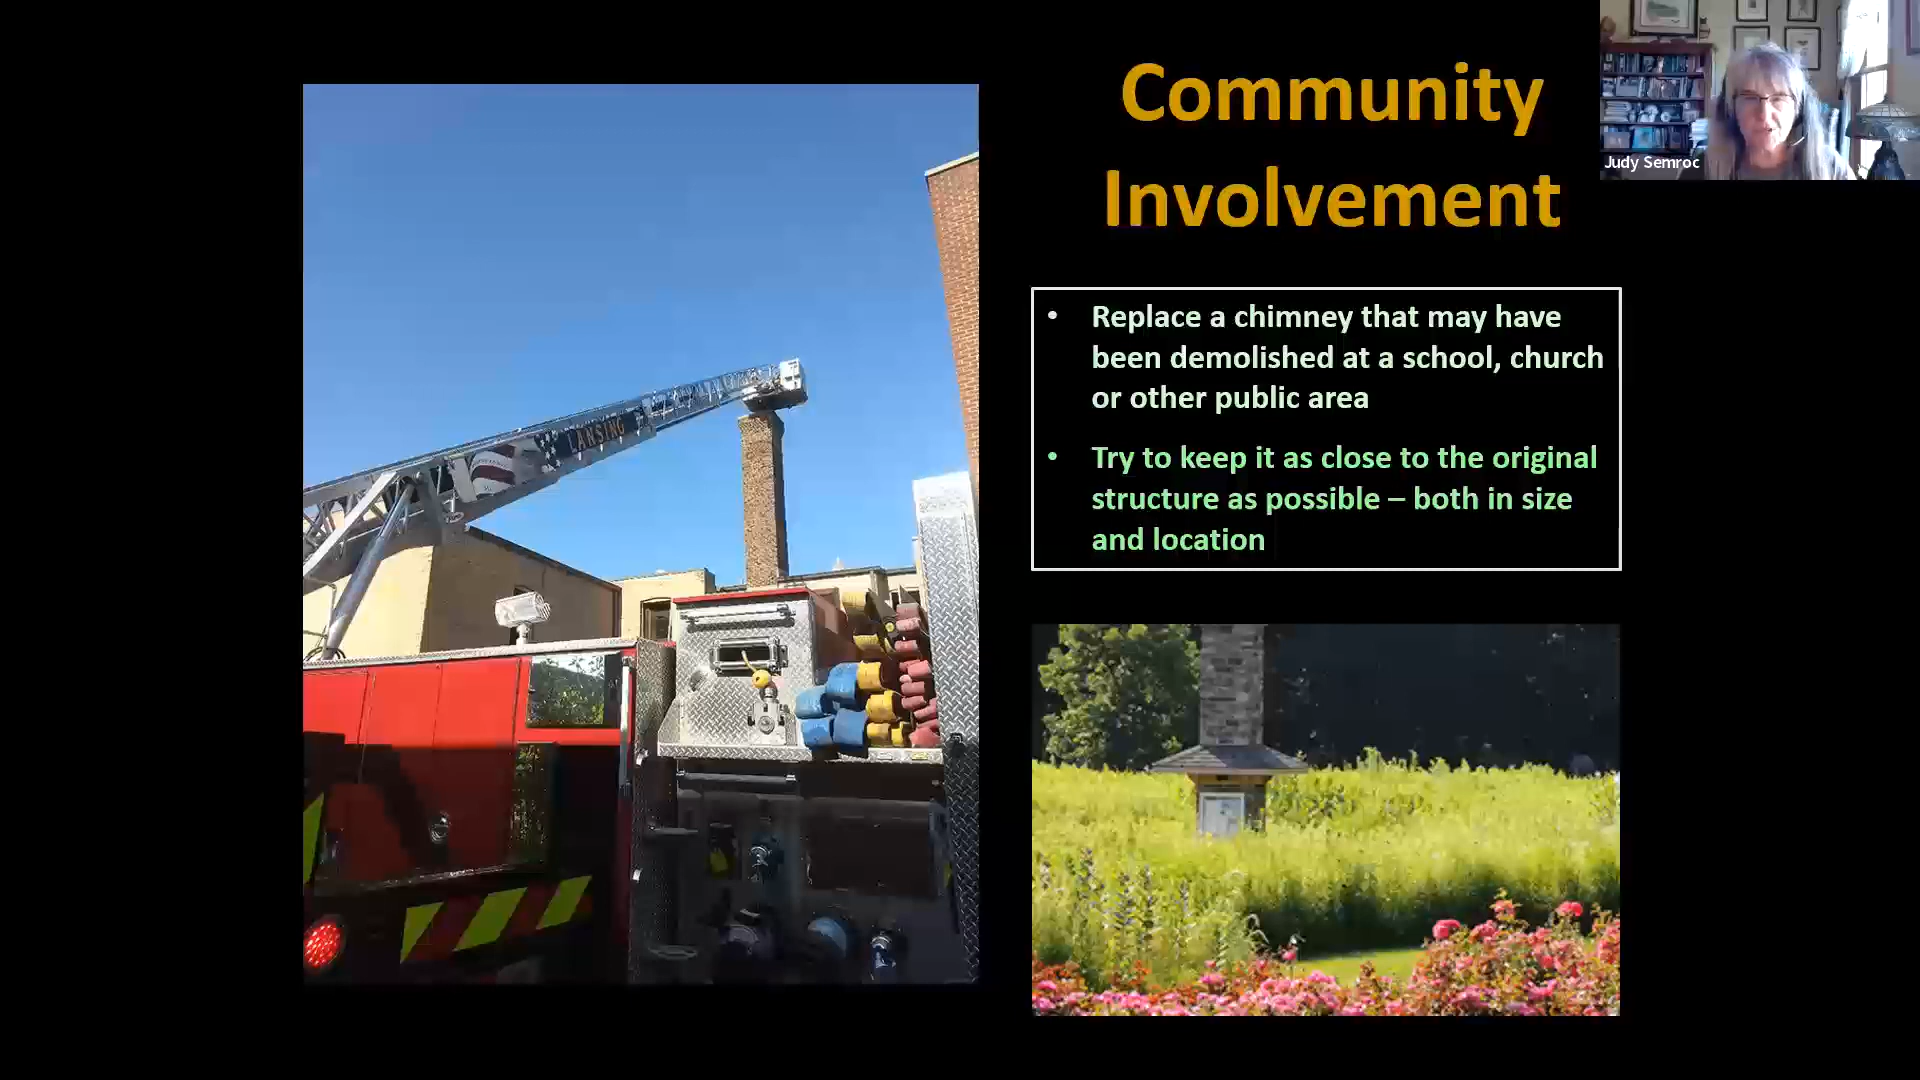 Community
Involvement
Judy Semroc
• Replace a chimney that may have
been demolished at a school, church
or other public area
• Try to keep it as close to the original
structure as possible – both in size
and location
LANSING